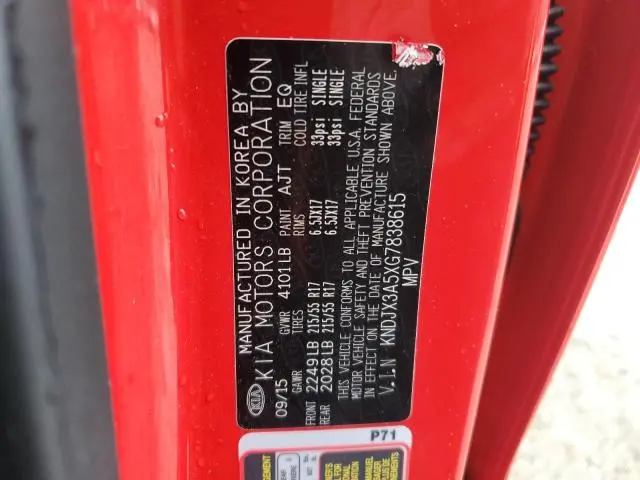 MANUFACTURED IN KOREA BY
KIA KIA MOTORS CORPORATION
09/15 GVWR 4101LB PAINT AJT TRIM EQ
GAWR TIRES RIMS COLD TIRE INFL
FRONT 2249LB 215/55 R17 6.5JX17 33psi SINGLE
REAR 2028LB 215/55 R17 6.5JX17 33psi SINGLE
THIS VEHICLE CONFORMS TO ALL APPLICABLE U.S.A. FEDERAL
MOTOR VEHICLE SAFETY AND THEFT PREVENTION STANDARDS
IN EFFECT ON THE DATE OF MANUFACTURE SHOWN ABOVE.
V.I.N KNDJX3A5XG7838615
MPV
P71